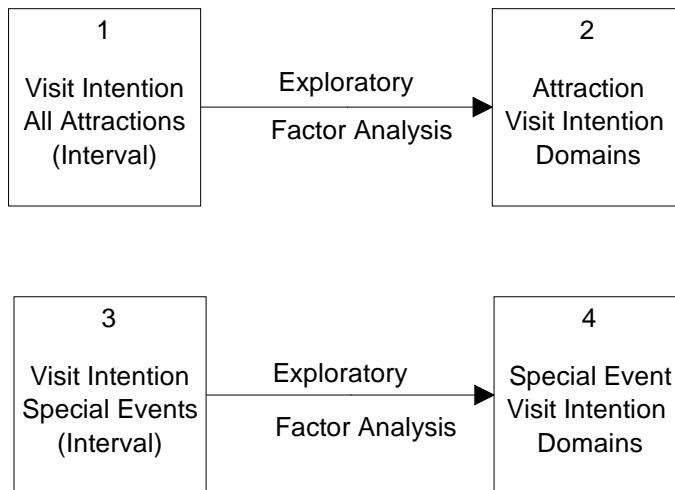 1
Visit Intention
All Attractions
(Interval)
Exploratory
Factor Analysis
2
Attraction
Visit Intention
Domains
3
Visit Intention
Special Events
(Interval)
Exploratory
Factor Analysis
4
Special Event
Visit Intention
Domains